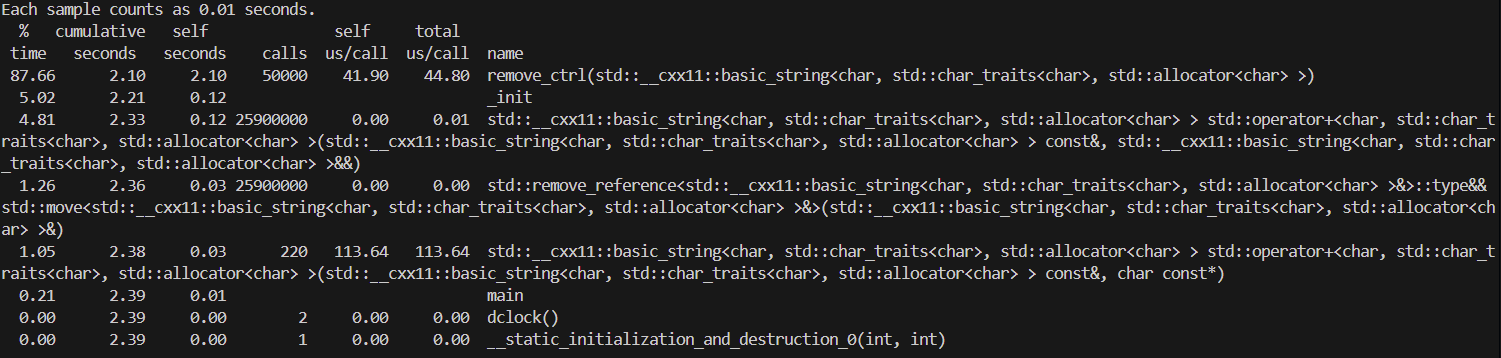 Each sample counts as 0.01 seconds.
  %   cumulative   self              self     total
 time   seconds   seconds    calls  us/call  us/call  name
87.66      2.10     2.10    50000    41.90    44.80  remove_ctrl(std::__cxx11::basic_string<char, std::char_traits<char>, std::allocator<char> >)
 5.02      2.21     0.12                             _init
 4.81      2.33     0.12 25900000     0.00     0.01  std::__cxx11::basic_string<char, std::char_traits<char>, std::allocator<char> > std::operator+<char, std::char_t
raits<char>, std::allocator<char> >(std::__cxx11::basic_string<char, std::char_traits<char>, std::allocator<char> > const&, std::__cxx11::basic_string<char, std::char
_traits<char>, std::allocator<char> >&&)
 1.26      2.36     0.03 25900000     0.00     0.00  std::remove_reference<std::__cxx11::basic_string<char, std::char_traits<char>, std::allocator<char> >&>::type&&
std::move<std::__cxx11::basic_string<char, std::char_traits<char>, std::allocator<char> >&>(std::__cxx11::basic_string<char, std::char_traits<char>, std::allocator<ch
ar> >&)
 1.05      2.38     0.03      220   113.64   113.64  std::__cxx11::basic_string<char, std::char_traits<char>, std::allocator<char> > std::operator+<char, std::char_t
raits<char>, std::allocator<char> >(std::__cxx11::basic_string<char, std::char_traits<char>, std::allocator<char> > const&, char const*)
 0.21      2.39     0.01                             main
 0.00      2.39     0.00        2     0.00     0.00  dclock()
 0.00      2.39     0.00        1     0.00     0.00  __static_initialization_and_destruction_0(int, int)